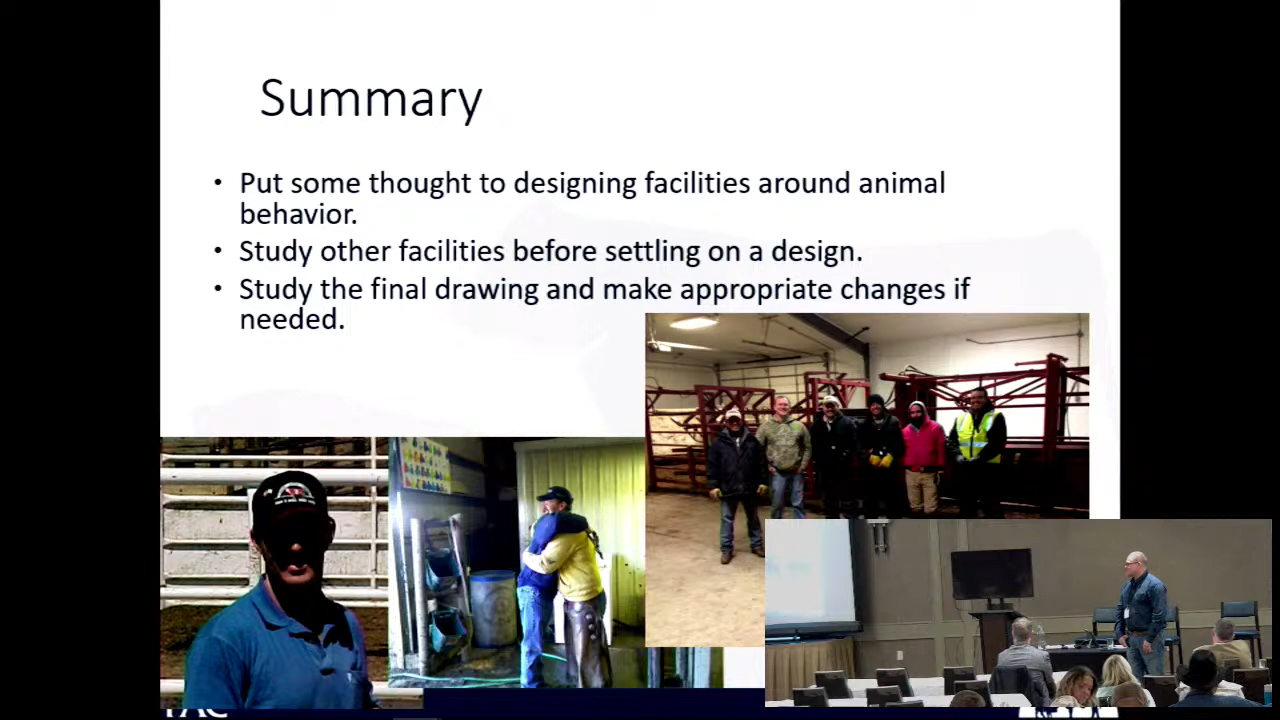 Summary
• Put some thought to designing facilities around animal
behavior.
• Study other facilities before settling on a design.
• Study the final drawing and make appropriate changes if
needed.